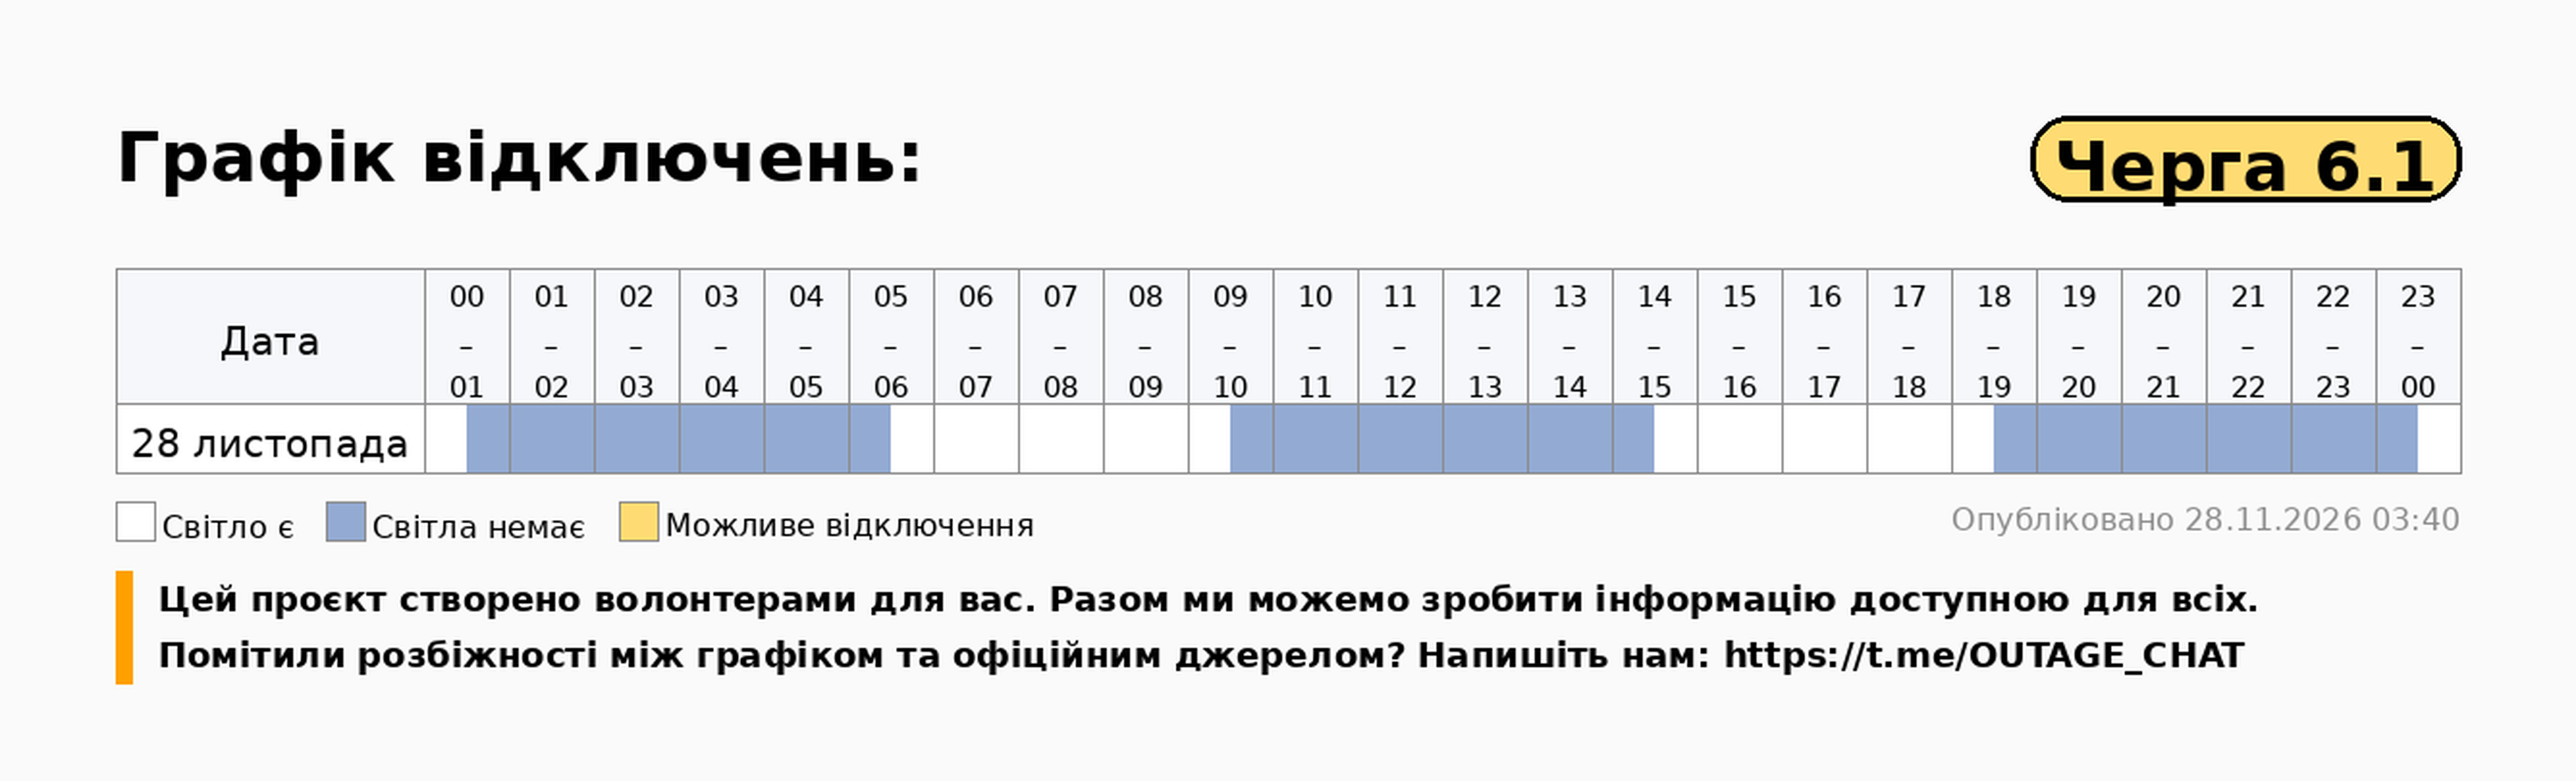 Графік відключень:
Черга 6.1
Дата 00 – 01 01 – 02 02 – 03 03 – 04 04 – 05 05 – 06 06 – 07 07 – 08 08 – 09 09 – 10 10 – 11 11 – 12 12 – 13 13 – 14 14 – 15 15 – 16 16 – 17 17 – 18 18 – 19 19 – 20 20 – 21 21 – 22 22 – 23 23 – 00
28 листопада
Світло є Світла немає Можливе відключення
Опубліковано 28.11.2026 03:40
Цей проєкт створено волонтерами для вас. Разом ми можемо зробити інформацію доступною для всіх.
Помітили розбіжності між графіком та офіційним джерелом? Напишіть нам: https://t.me/OUTAGE_CHAT